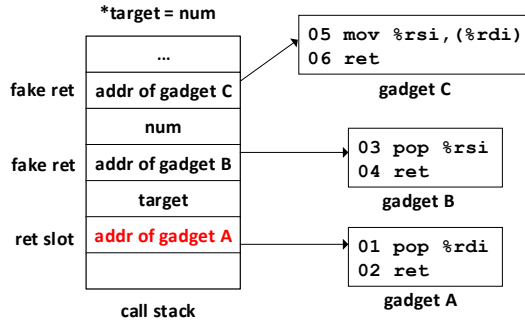 *target = num
...
fake ret
addr of gadget C
num
fake ret
addr of gadget B
target
ret slot
addr of gadget A
call stack
05 mov %rsi,(%rdi)
06 ret
gadget C
03 pop %rsi
04 ret
gadget B
01 pop %rdi
02 ret
gadget A